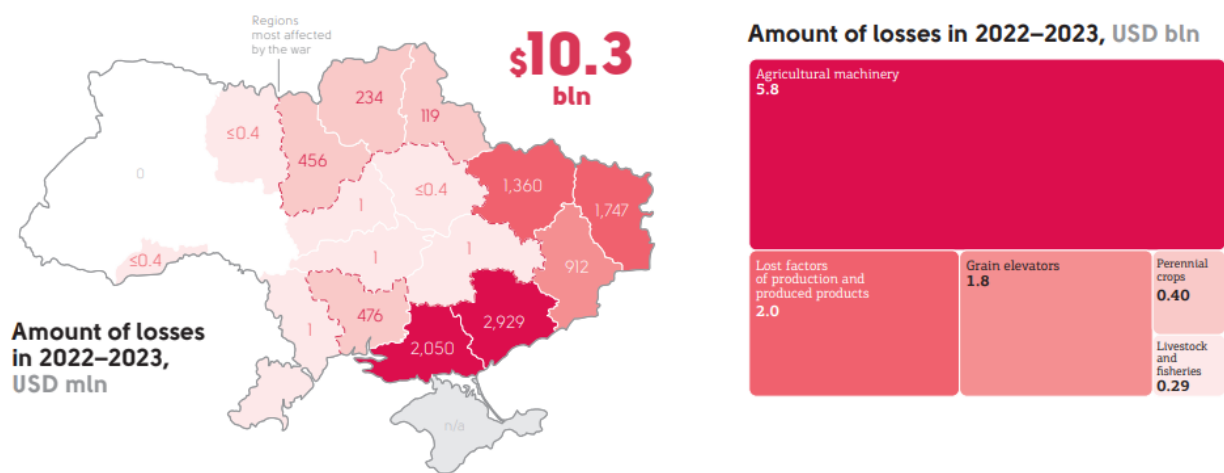 Regions
most affected
by the war
$10.3
bln
234
119
≤0.4
456
0
≤0.4
1,360
1,747
1
≤0.4
1
1
912
476
1
2,929
2,050
n/a
Amount of losses
in 2022–2023,
USD mln
Amount of losses in 2022–2023, USD bln
Agricultural machinery
5.8
Lost factors
of production and
produced products
2.0
Grain elevators
1.8
Perennial
crops
0.40
Livestock
and
fisheries
0.29